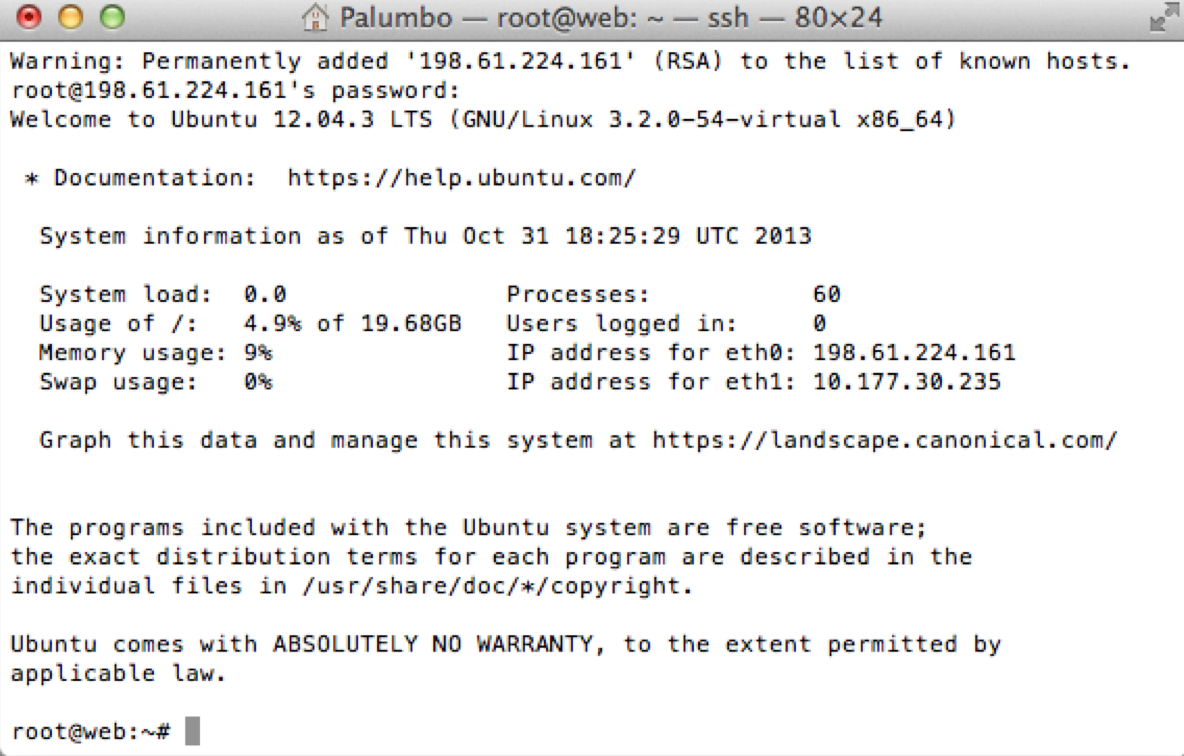 Palumbo — root@web: ~ — ssh — 80×24
Warning: Permanently added '198.61.224.161' (RSA) to the list of known hosts.
root@198.61.224.161's password:
Welcome to Ubuntu 12.04.3 LTS (GNU/Linux 3.2.0-54-virtual x86_64)
* Documentation:  https://help.ubuntu.com/
System information as of Thu Oct 31 18:25:29 UTC 2013
System load:  0.0               Processes:           60
Usage of /:   4.9% of 19.68GB   Users logged in:     0
Memory usage: 9%                IP address for eth0: 198.61.224.161
Swap usage:   0%                IP address for eth1: 10.177.30.235
Graph this data and manage this system at https://landscape.canonical.com/
The programs included with the Ubuntu system are free software;
the exact distribution terms for each program are described in the
individual files in /usr/share/doc/*/copyright.
Ubuntu comes with ABSOLUTELY NO WARRANTY, to the extent permitted by
applicable law.
root@web:~#